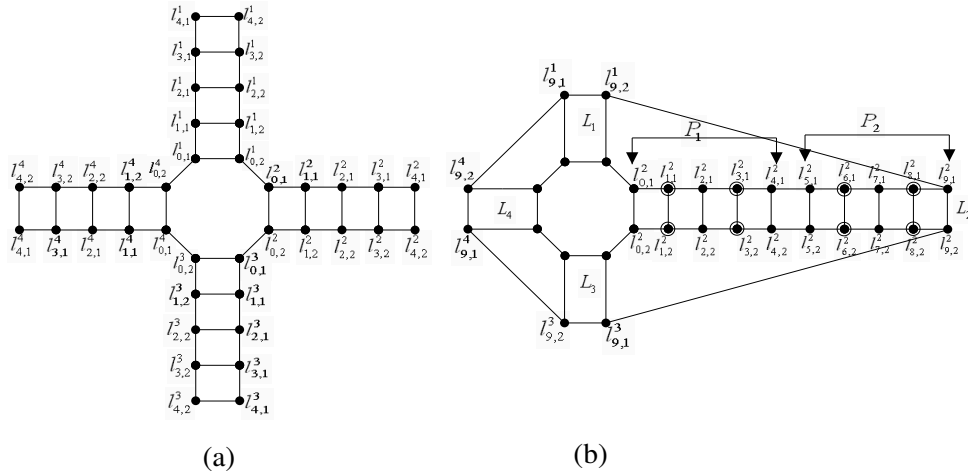 l^1_{4,1} l^1_{4,2}
l^1_{3,1} l^1_{3,2}
l^1_{2,1} l^1_{2,2}
l^1_{1,1} l^1_{1,2}
l^1_{0,1} l^1_{0,2}
l^4_{4,2} l^4_{3,2} l^4_{2,2} l^4_{1,2} l^4_{0,2} l^2_{0,1} l^2_{1,1} l^2_{2,1} l^2_{3,1} l^2_{4,1}
l^4_{4,1} l^4_{3,1} l^4_{2,1} l^4_{1,1} l^4_{0,1} l^2_{0,2} l^2_{1,2} l^2_{2,2} l^2_{3,2} l^2_{4,2}
l^3_{0,2} l^3_{0,1}
l^3_{1,2} l^3_{1,1}
l^3_{2,2} l^3_{2,1}
l^3_{3,2} l^3_{3,1}
l^3_{4,2} l^3_{4,1}
(a)
l^1_{9,1} l^1_{9,2}
L_1 P_1 P_2
l^4_{9,2} l^2_{0,1} l^2_{1,1} l^2_{2,1} l^2_{3,1} l^2_{4,1} l^2_{5,1} l^2_{6,1} l^2_{7,1} l^2_{8,1} l^2_{9,1}
L_4
l^4_{9,1} l^2_{0,2} l^2_{1,2} l^2_{2,2} l^2_{3,2} l^2_{4,2} l^2_{5,2} l^2_{6,2} l^2_{7,2} l^2_{8,2} l^2_{9,2}
L_3
l^3_{9,2} l^3_{9,1}
(b)